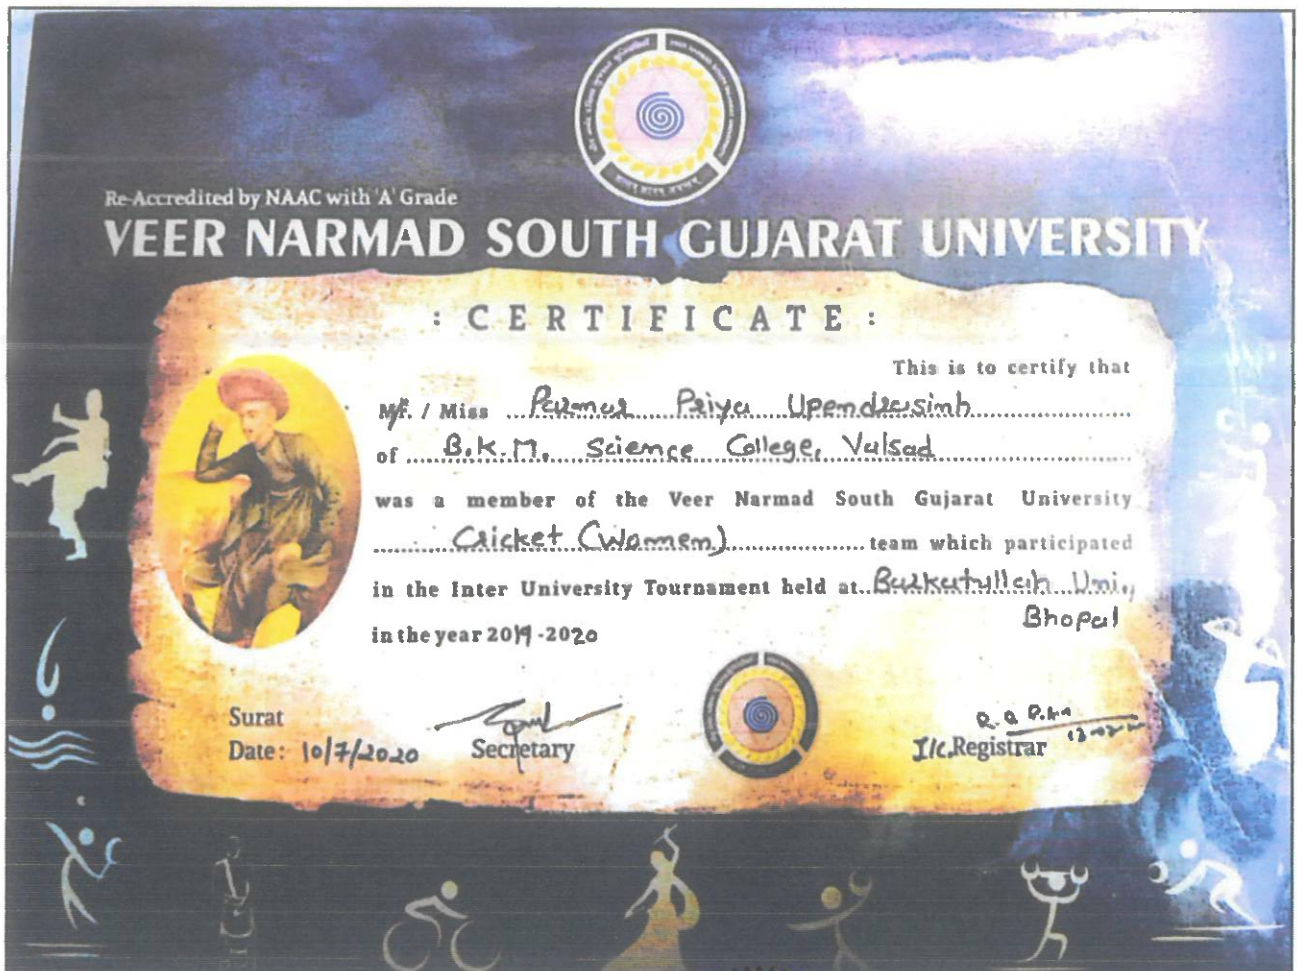 Re-Accredited by NAAC with 'A' Grade
VEER NARMAD SOUTH GUJARAT UNIVERSITY
: CERTIFICATE :
This is to certify that
Mr. / Miss Parmar Priya Upendrasinh
of B.K.M. Science College, Valsad
was a member of the Veer Narmad South Gujarat University
Cricket (Women) team which participated
in the Inter University Tournament held at Barkatullah Uni,
Bhopal
in the year 2019-2020
Surat
Date: 10/7/2020
Secretary
I/c. Registrar